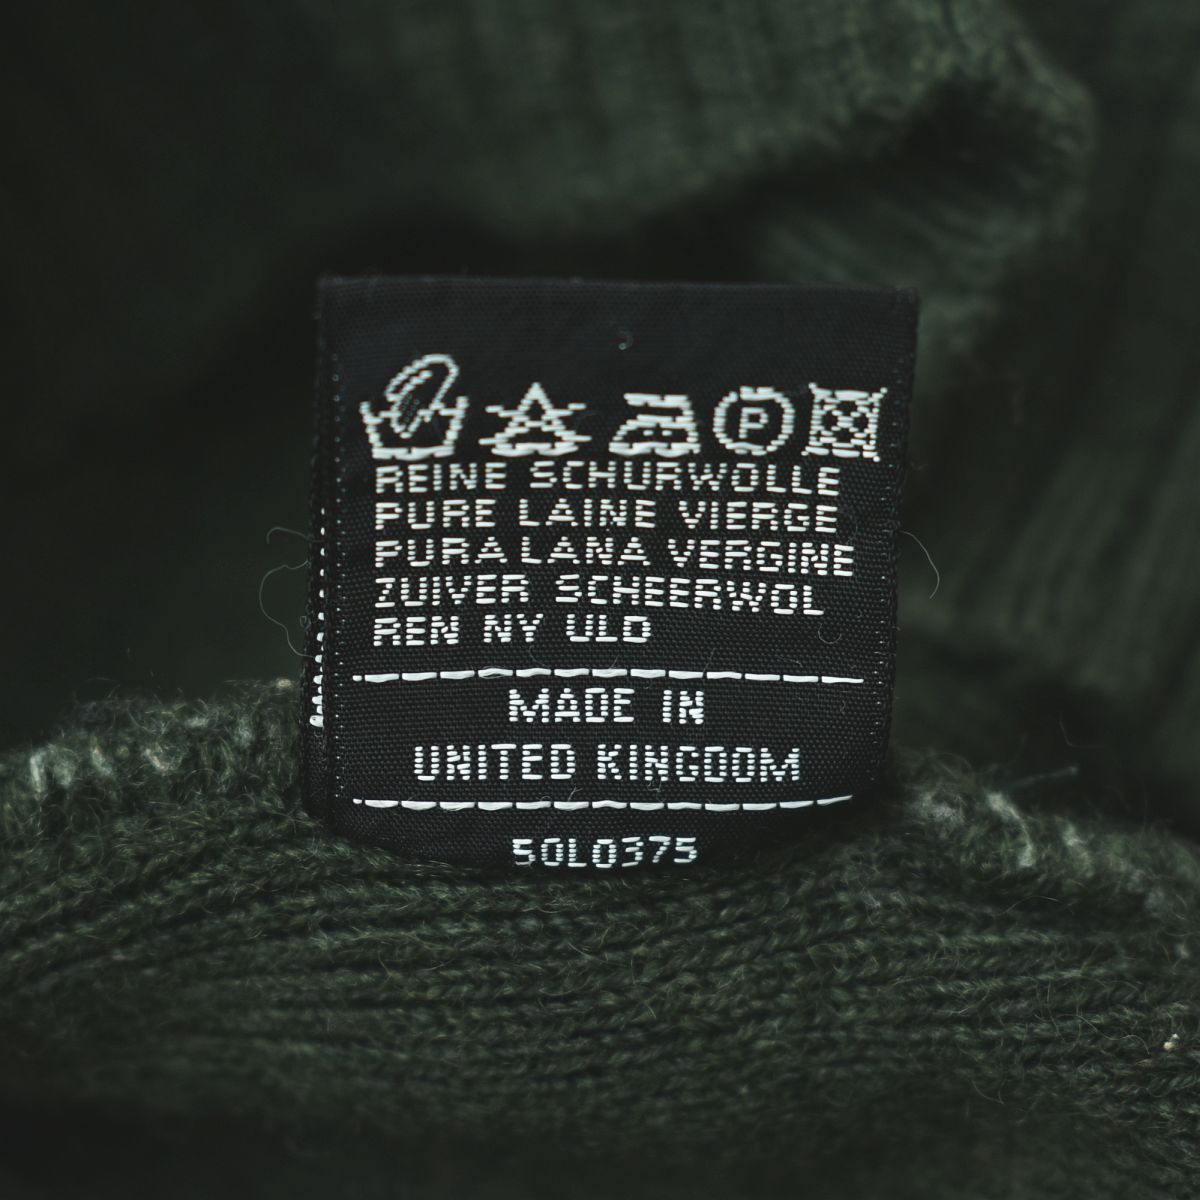 P
REINE SCHURWOLLE
PURE LAINE VIERGE
PURA LANA VERGINE
ZUIVER SCHEERWOL
REN NY ULD
MADE IN
UNITED KINGDOM
50L0375